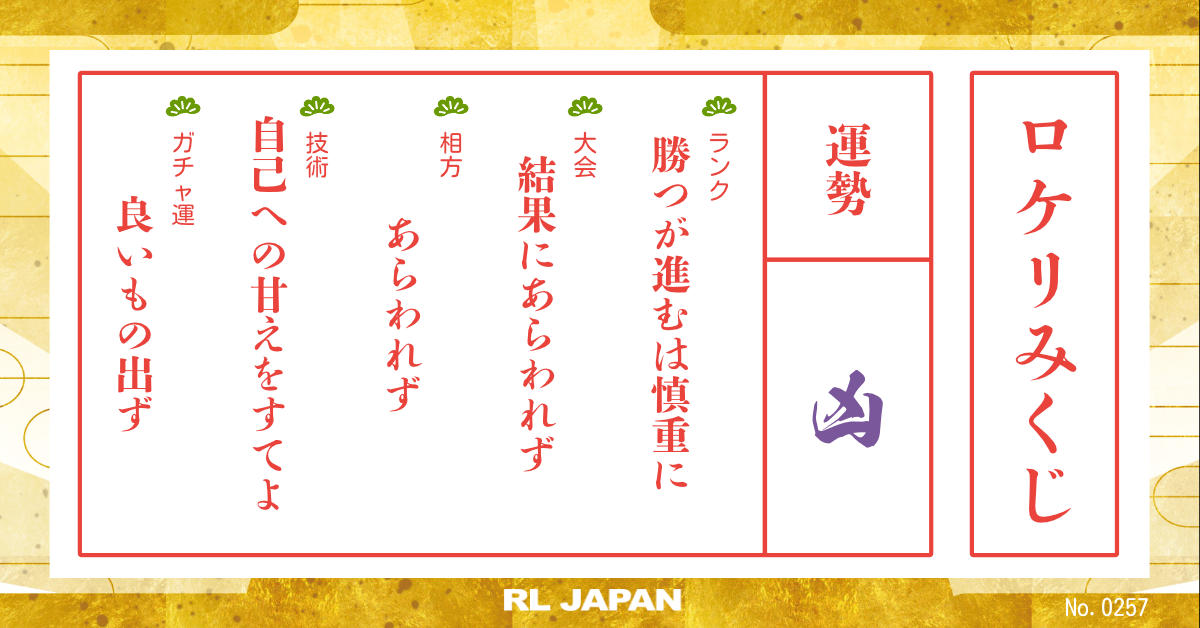 ロケリみくじ
運勢
凶
ランク
勝つが進むは慎重に
大会
結果にあらわれず
相方
あらわれず
技術
自己への甘えをすてよ
ガチャ運
良いもの出ず
RL JAPAN
No. 0257